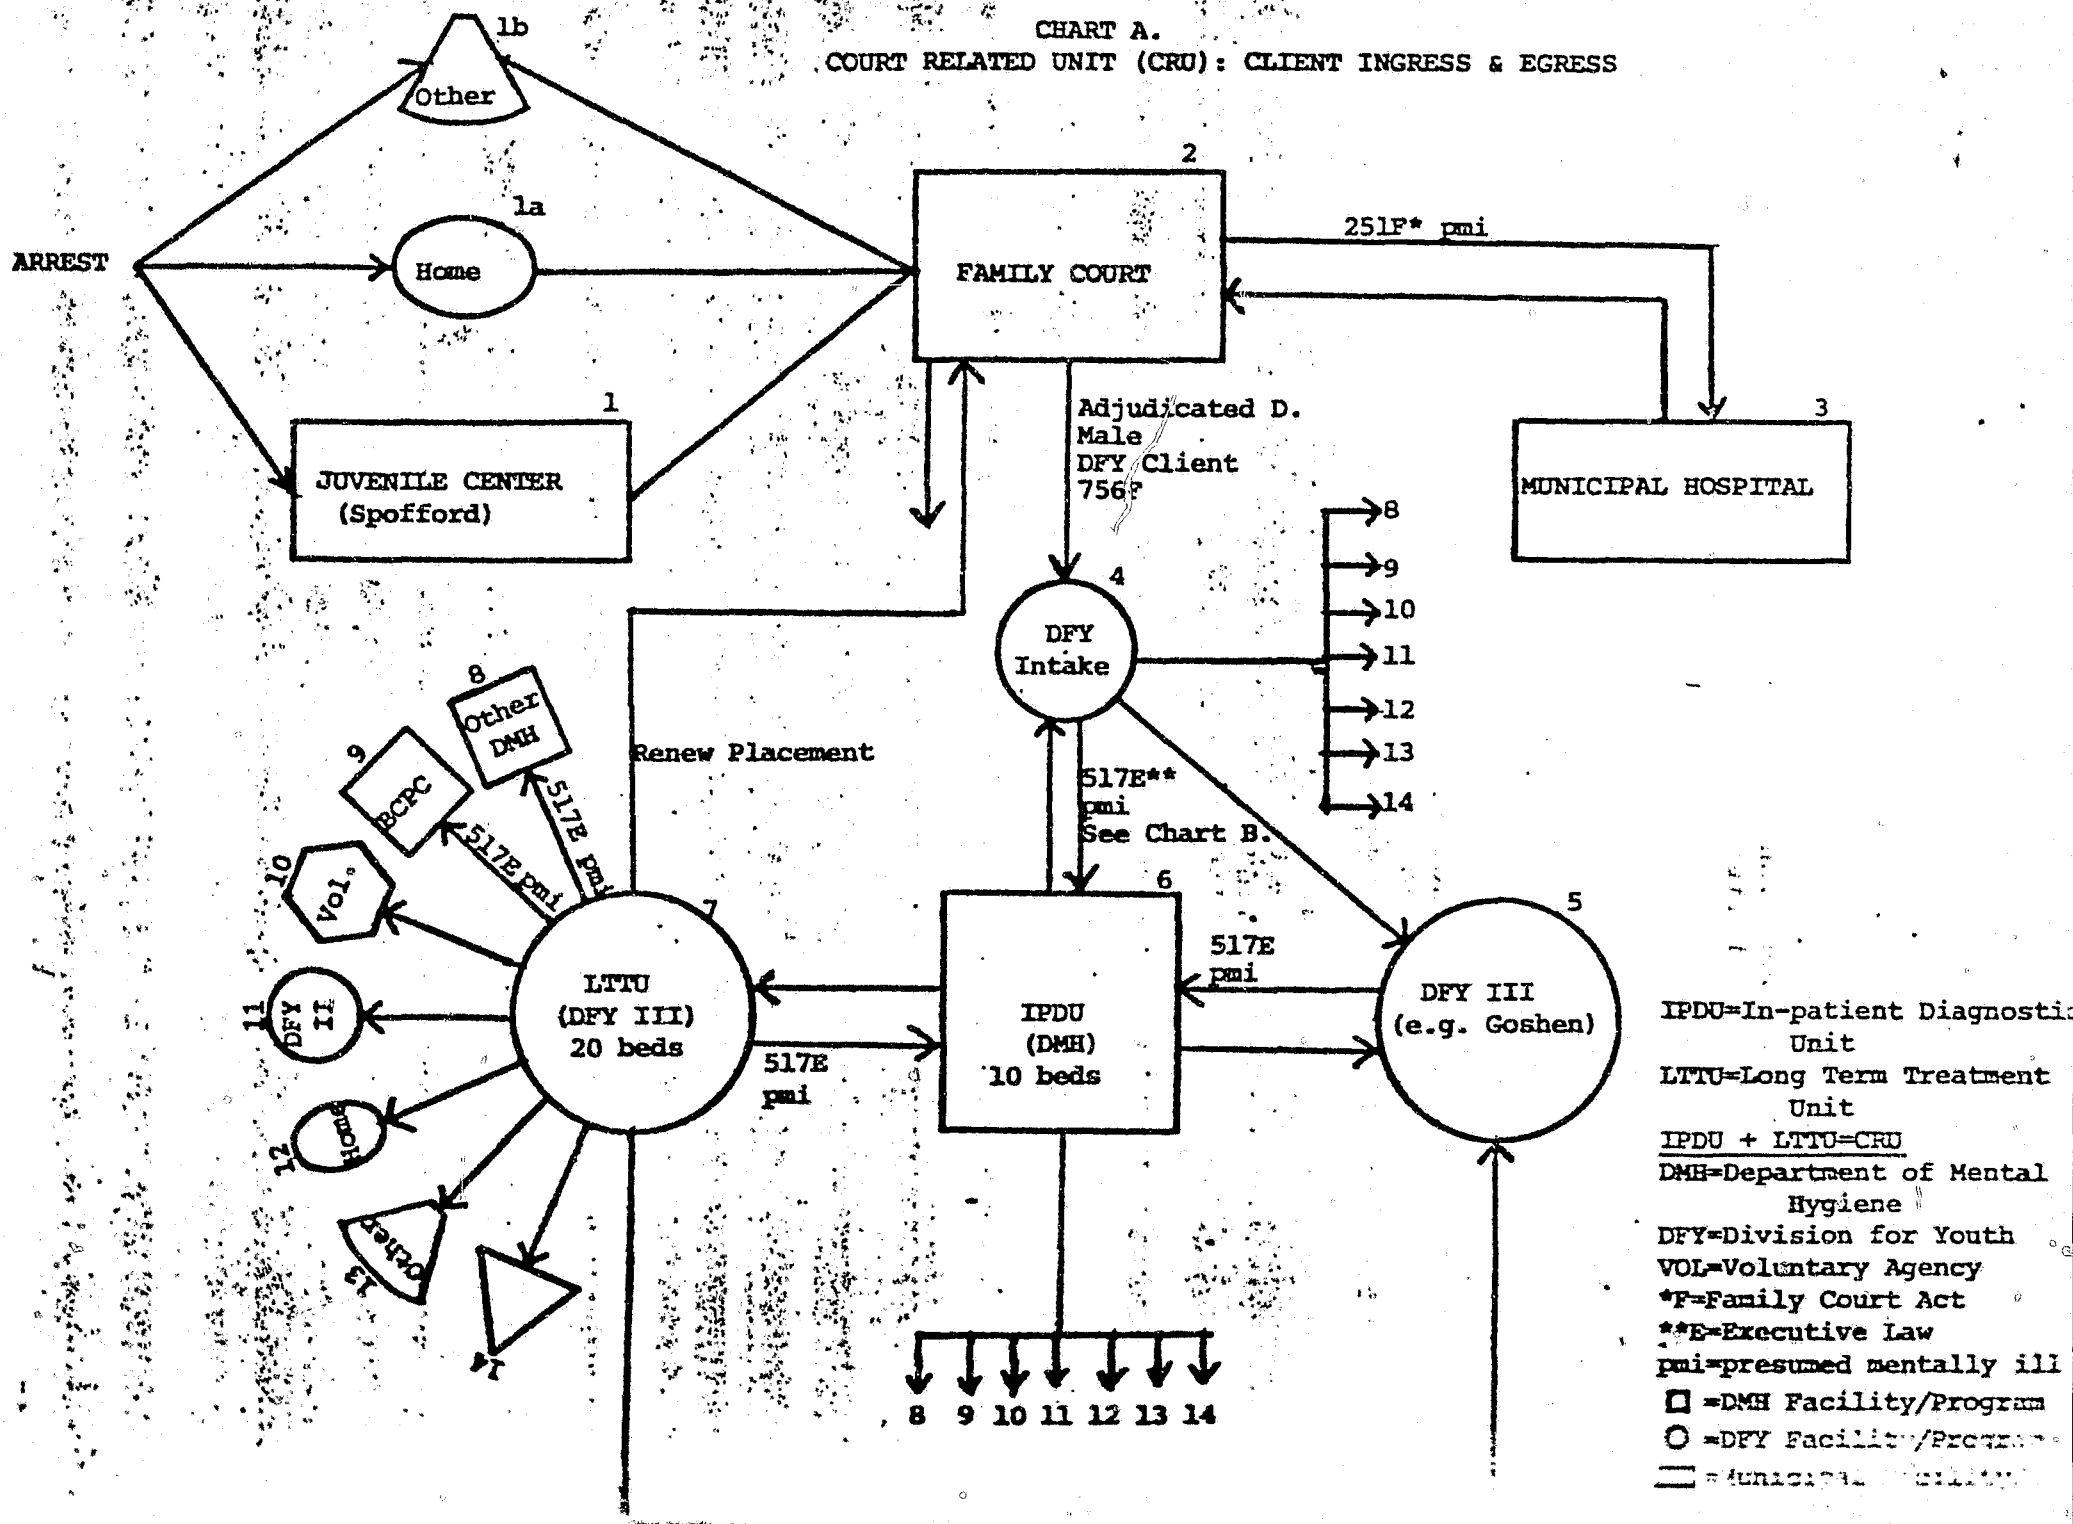 CHART A.
COURT RELATED UNIT (CRU): CLIENT INGRESS & EGRESS
1b
Other
1a
Home
ARREST
1
JUVENILE CENTER
(Spofford)
2
FAMILY COURT
251F* pmi
3
MUNICIPAL HOSPITAL
Adjudicated D.
Male
DFY Client
756F
4
DFY
Intake
8
9
10
11
12
13
14
Renew Placement
517E**
pmi
See Chart B.
8
Other
DMH
517E pmi
9
BCPC
517E pmi
10
Vol.
11
DFY
II
12
Home
13
Other
14
7
LTTU
(DFY III)
20 beds
517E
pmi
6
IPDU
(DMH)
10 beds
517E
pmi
5
DFY III
(e.g. Goshen)
8 9 10 11 12 13 14
IPDU=In-patient Diagnostic
Unit
LTTU=Long Term Treatment
Unit
IPDU + LTTU=CRU
DMH=Department of Mental
Hygiene
DFY=Division for Youth
VOL=Voluntary Agency
*F=Family Court Act
**E=Executive Law
pmi=presumed mentally ill
=DMH Facility/Program
=DFY Facility/Program
=Municipal Facility